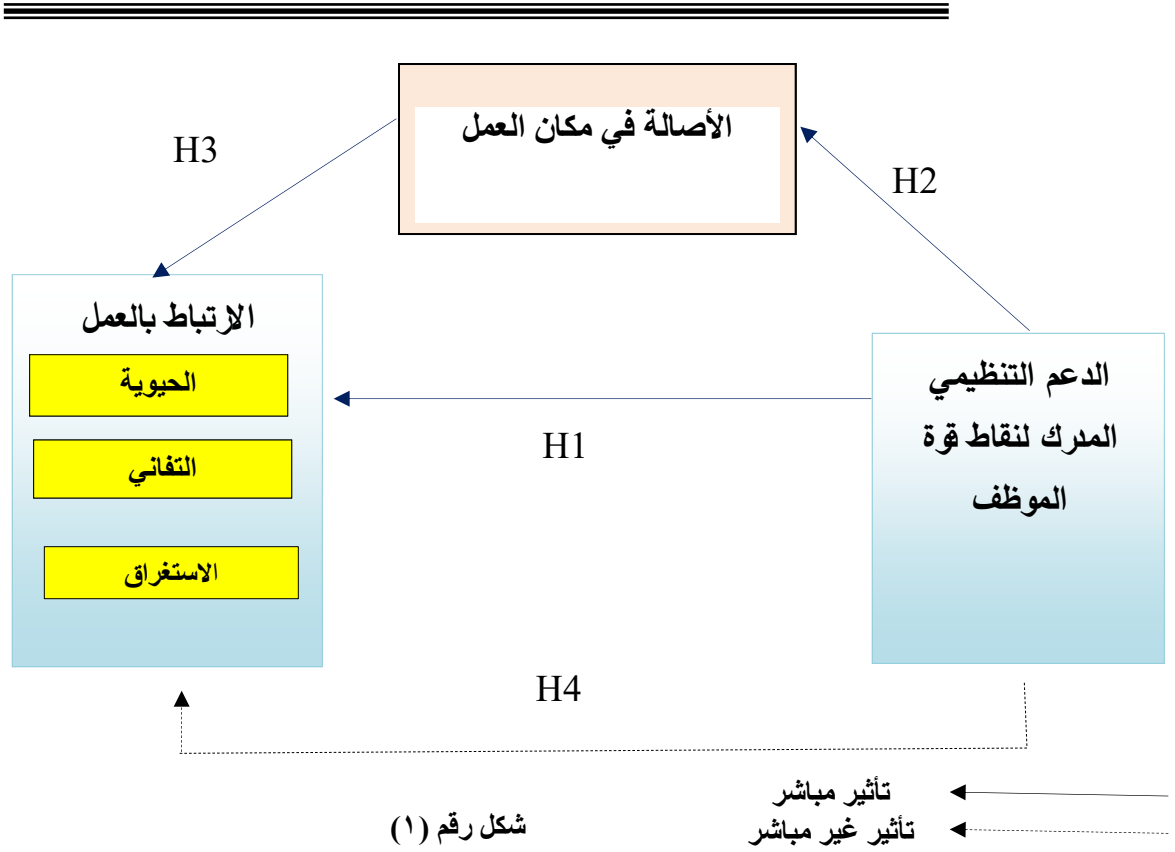 الأصالة في مكان العمل
H3
H2
الارتباط بالعمل
الحيوية
التفاني
الاستغراق
H1
الدعم التنظيمي
المدرك لنقاط قوة
الموظف
H4
تأثير مباشر
تأثير غير مباشر
شكل رقم (١)